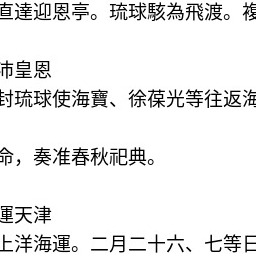 直達迎恩亭。琉球駭為飛渡。複
沛皇恩
封琉球使海寶、徐葆光等往返海
命，奏准春秋祀典。
運天津
上洋海運。二月二十六、七等日